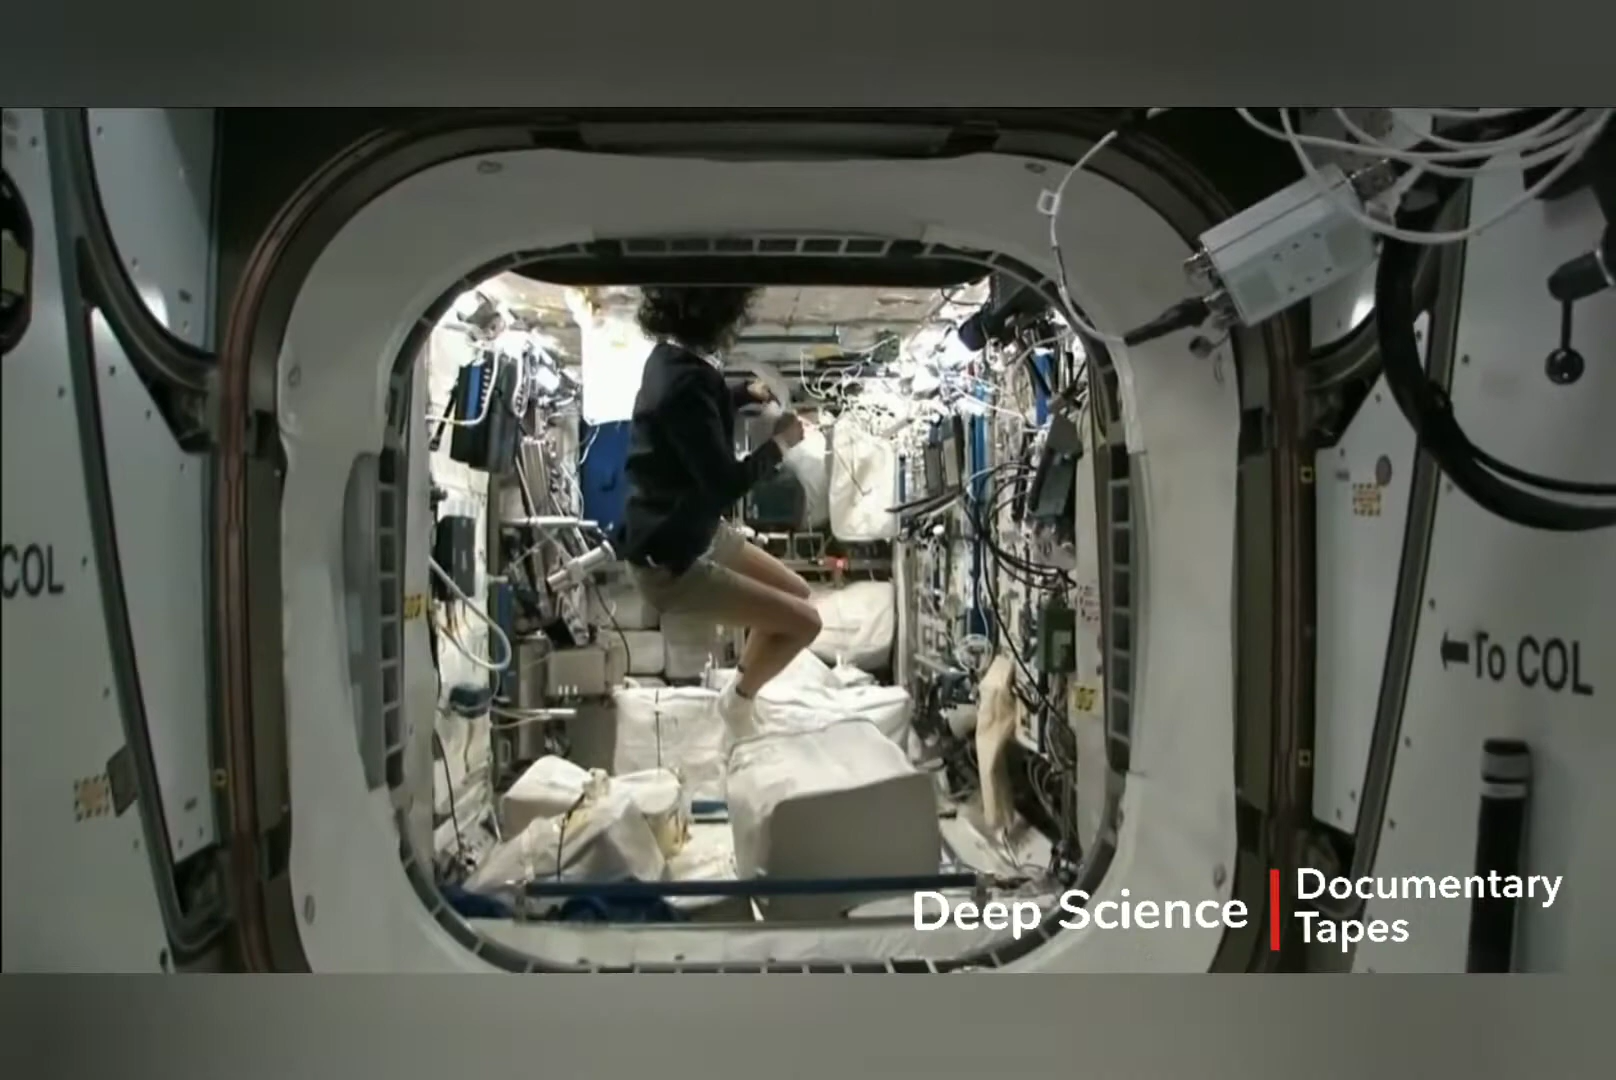 COL
To COL
Deep Science
Documentary
Tapes